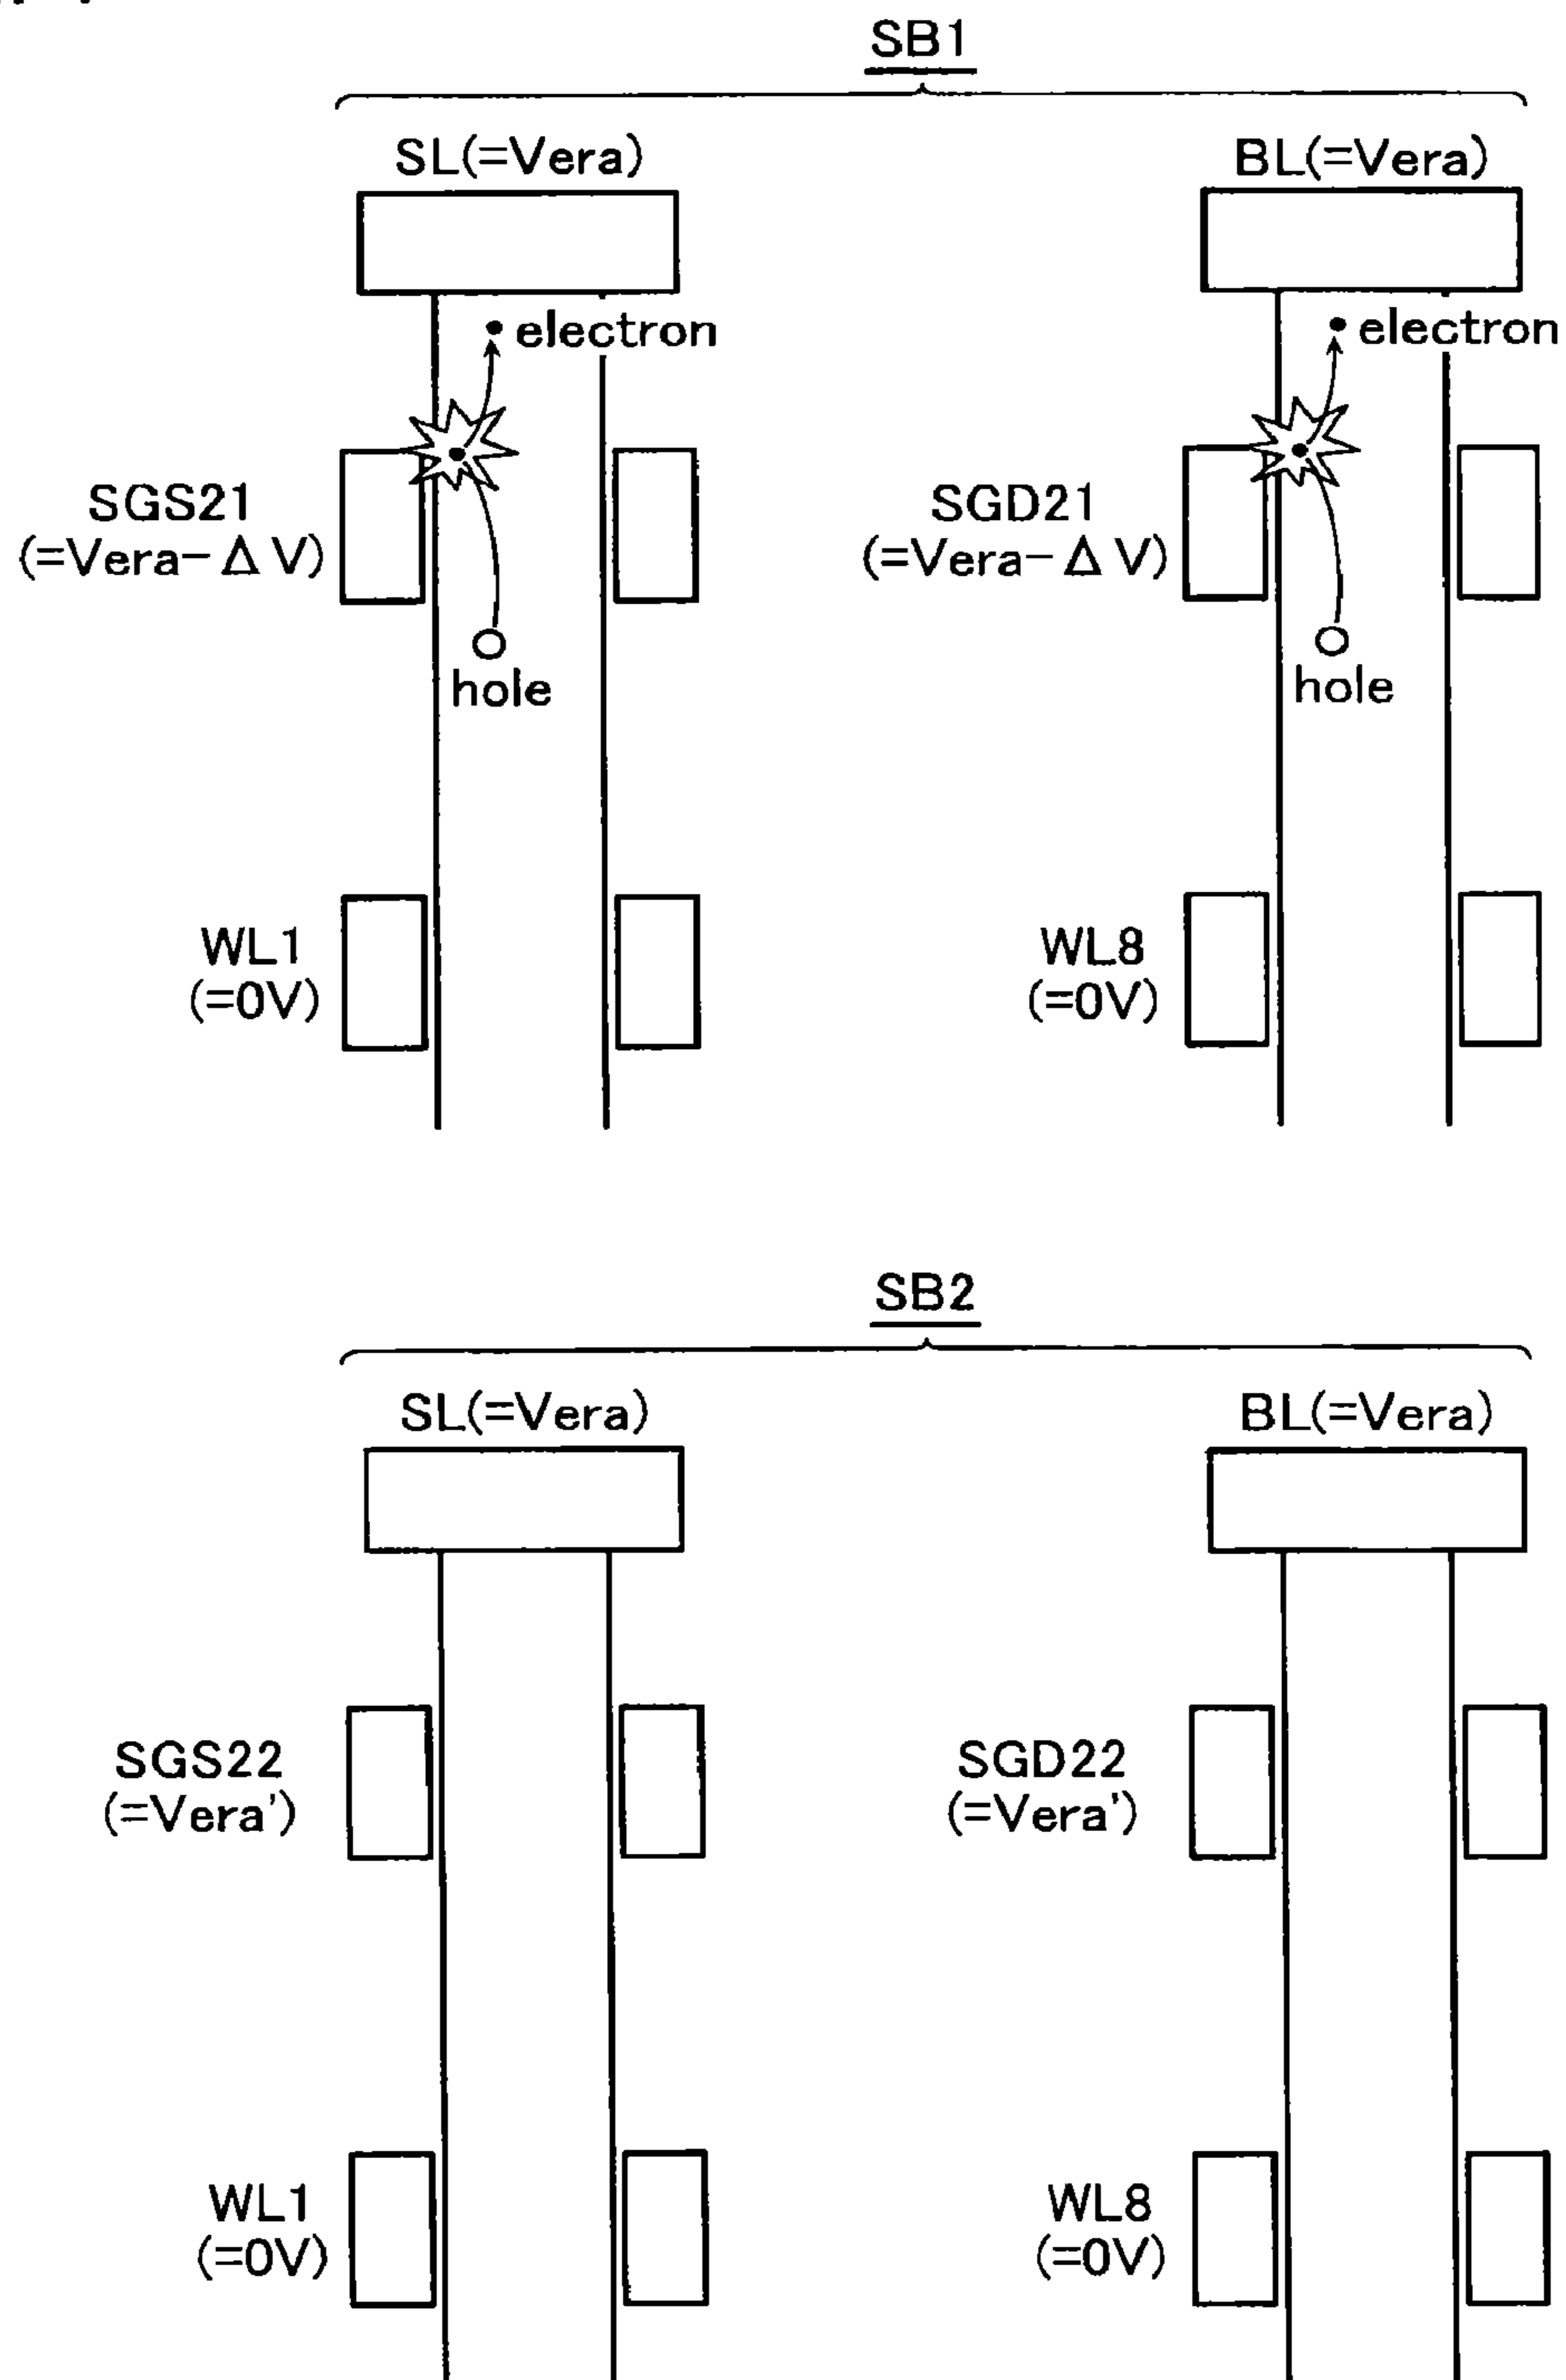 SB1
SL(=Vera)
BL(=Vera)
electron
electron
SGS21
(=Vera-ΔV)
SGD21
(=Vera-ΔV)
hole
hole
WL1
(=0V)
WL8
(=0V)
SB2
SL(=Vera)
BL(=Vera)
SGS22
(=Vera')
SGD22
(=Vera')
WL1
(=0V)
WL8
(=0V)